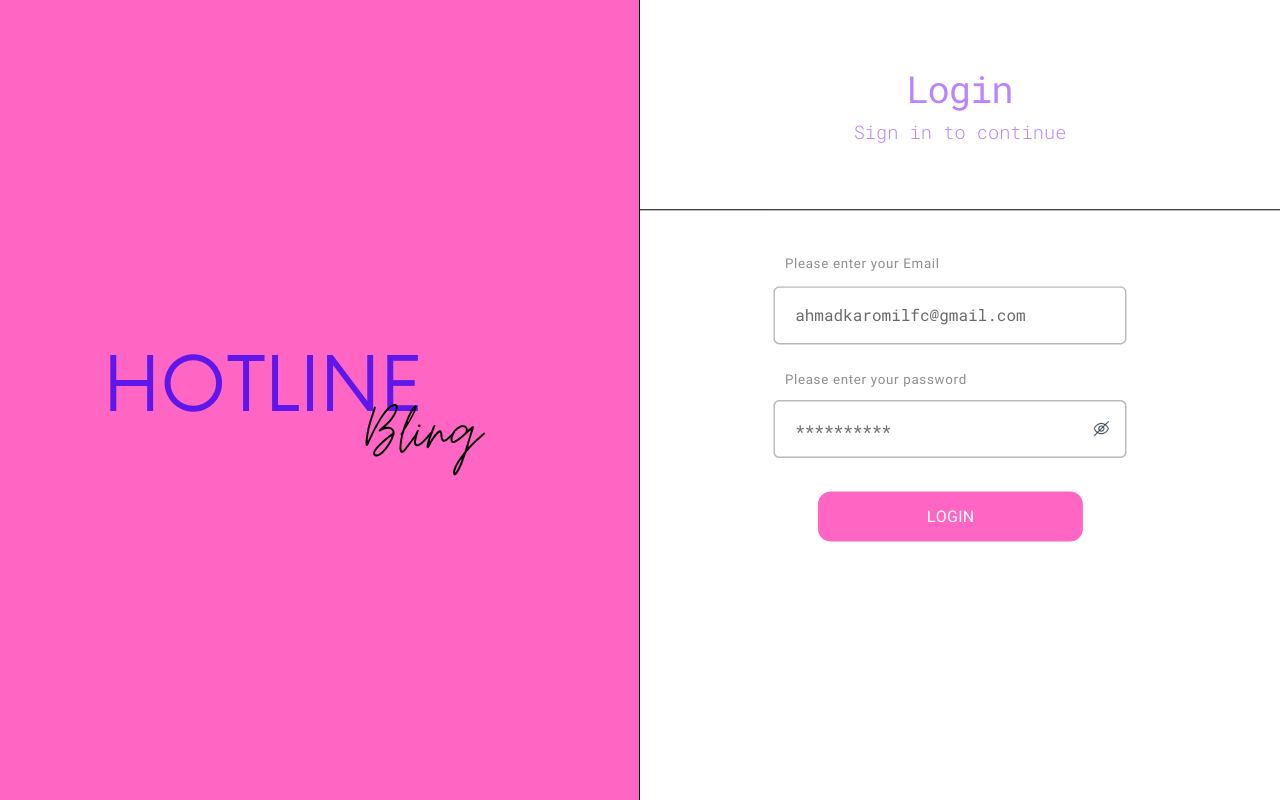 HOTLINE
Bling
Login
Sign in to continue
Please enter your Email
ahmadkaromilfc@gmail.com
Please enter your password
**********
LOGIN